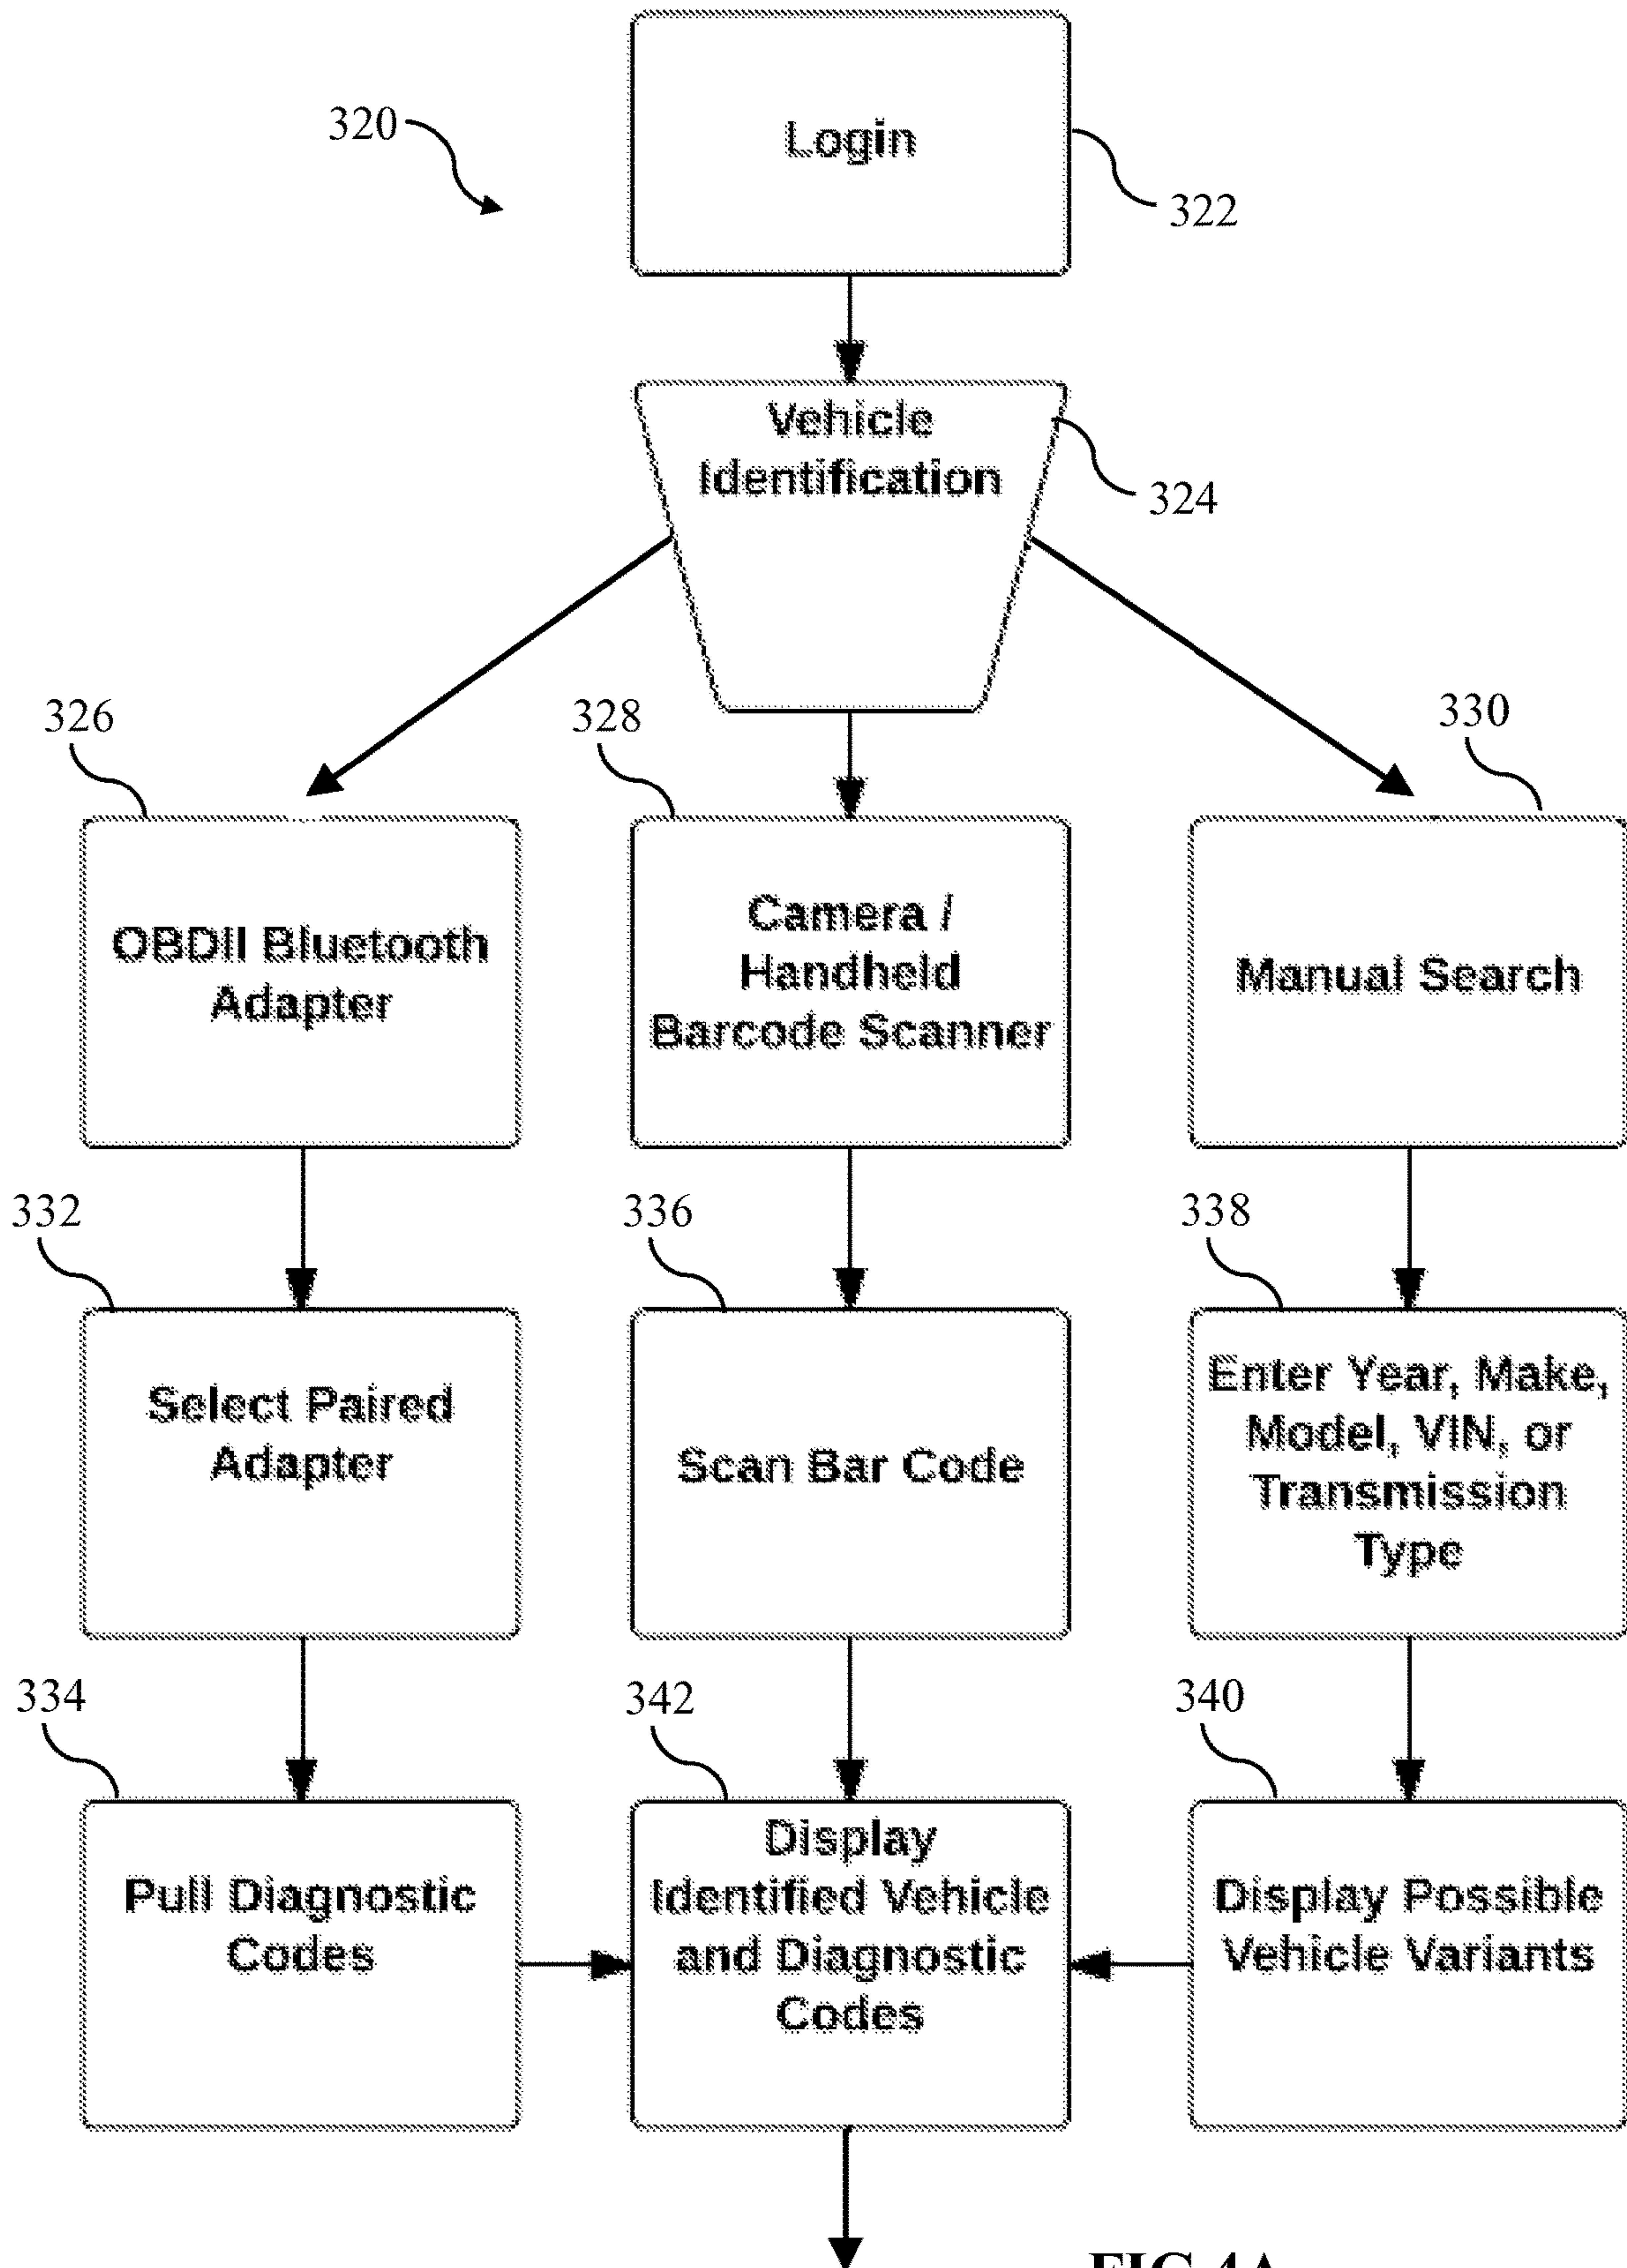 320
Login
322
Vehicle
Identification
324
326
328
330
OBDII Bluetooth
Adapter
Camera /
Handheld
Barcode Scanner
Manual Search
332
336
338
Select Paired
Adapter
Scan Bar Code
Enter Year, Make,
Model, VIN, or
Transmission
Type
334
342
340
Pull Diagnostic
Codes
Display
Identified Vehicle
and Diagnostic
Codes
Display Possible
Vehicle Variants
FIG 4A